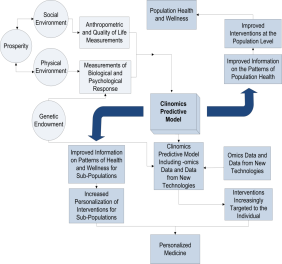 Social
Environment
Prosperity
Physical
Environment
Genetic
Endowment
Anthropometric
and Quality of Life
Measurements
Measurements of
Biological and
Psychological
Response
Population Health
and Wellness
Improved
Interventions at the
Population Level
Improved Information
on the Patterns of
Population Health
Clinomics
Predictive
Model
Improved Information
on Patterns of Health
and Wellness for
Sub-Populations
Clinomics
Predictive Model
Including -omics
Data and Data
from New
Technologies
Omics Data and
Data from New
Technologies
Increased
Personalization of
Interventions for
Sub-Populations
Interventions
Increasingly
Targeted to the
Individual
Personalized
Medicine